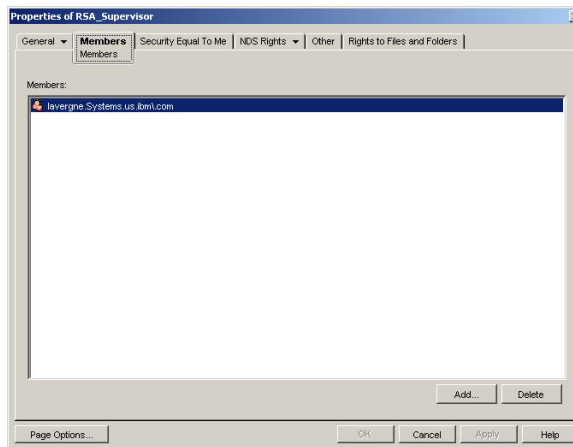 Properties of RSA_Supervisor
General Members Security Equal To Me NDS Rights Other Rights to Files and Folders
Members
Members:
lavergne.Systems.us.ibm\.com
Add... Delete
Page Options... OK Cancel Apply Help